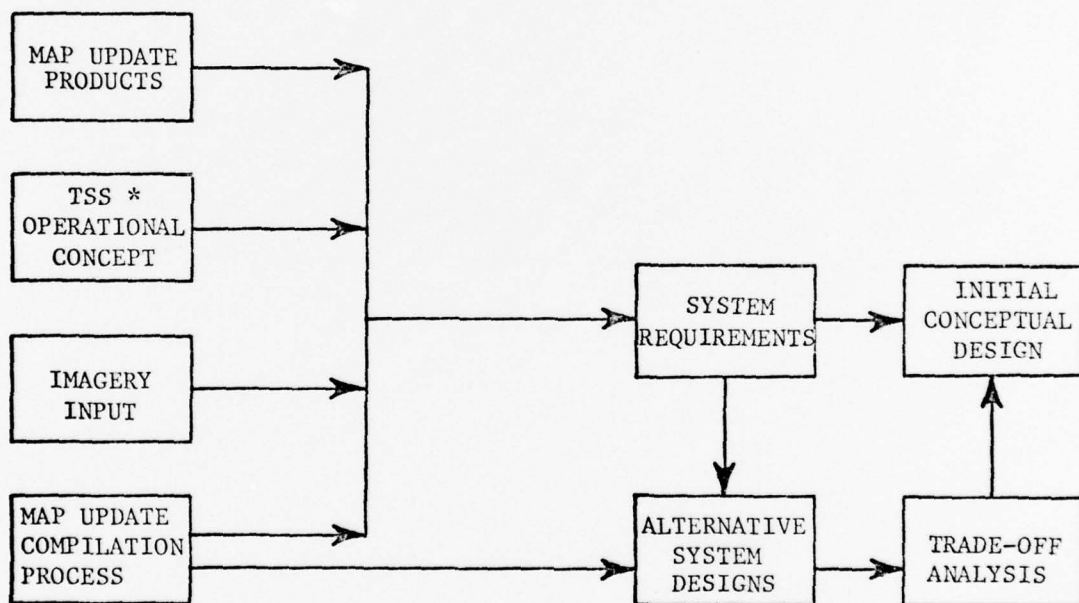 MAP UPDATE
PRODUCTS
TSS *
OPERATIONAL
CONCEPT
IMAGERY
INPUT
MAP UPDATE
COMPILATION
PROCESS
SYSTEM
REQUIREMENTS
INITIAL
CONCEPTUAL
DESIGN
ALTERNATIVE
SYSTEM
DESIGNS
TRADE-OFF
ANALYSIS